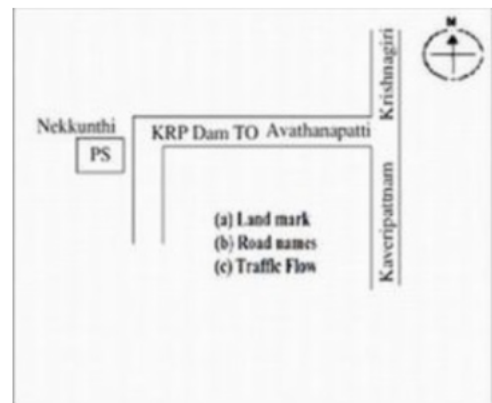 N
Krishnagiri
Nekkunthi
KRP Dam TO Avathanapatti
PS
Kaveripattnam
(a) Land mark
(b) Road names
(c) Traffic Flow